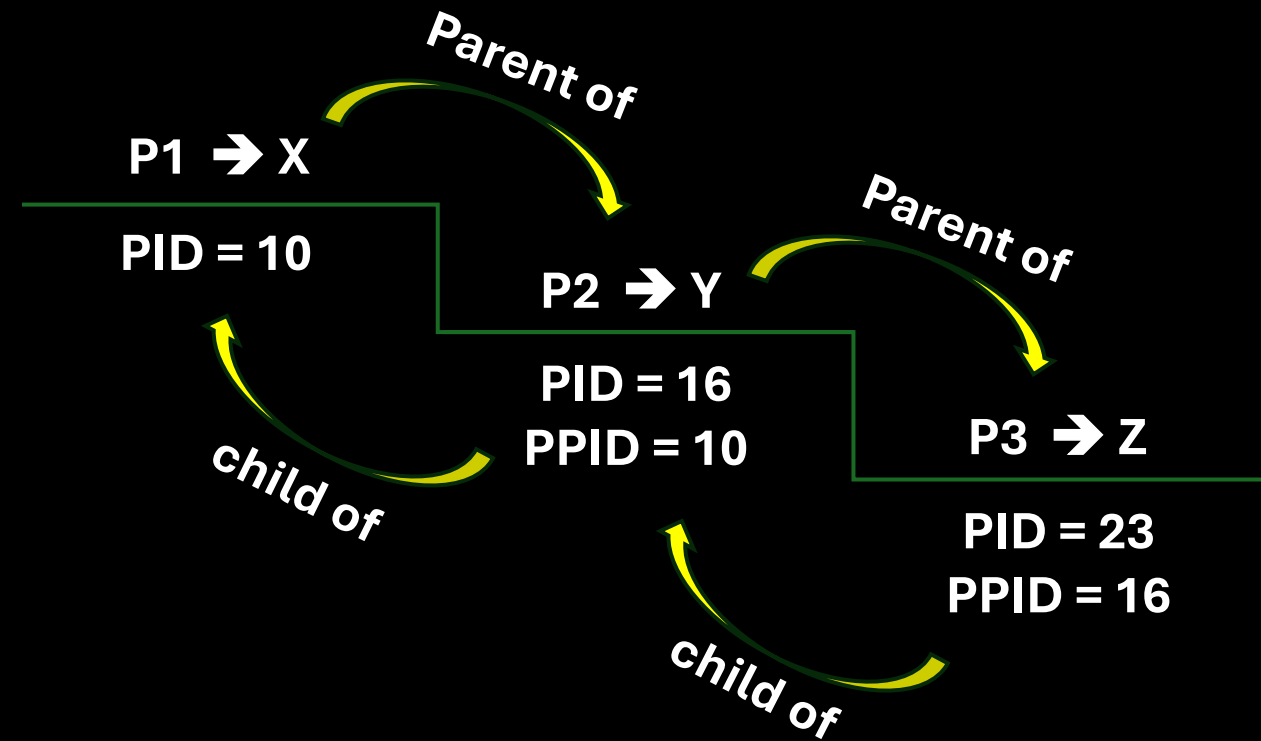 Parent of
P1 🡺 X
PID = 10
Parent of
P2 🡺 Y
PID = 16
PPID = 10
child of
P3 🡺 Z
PID = 23
PPID = 16
child of